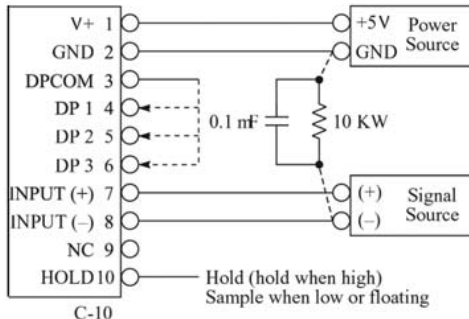 V+ 1
GND 2
DPCOM 3
DP 1 4
DP 2 5
DP 3 6
INPUT (+) 7
INPUT (–) 8
NC 9
HOLD 10
C-10
0.1 mF
10 KW
+5V
GND
Power
Source
(+)
(–)
Signal
Source
Hold (hold when high)
Sample when low or floating